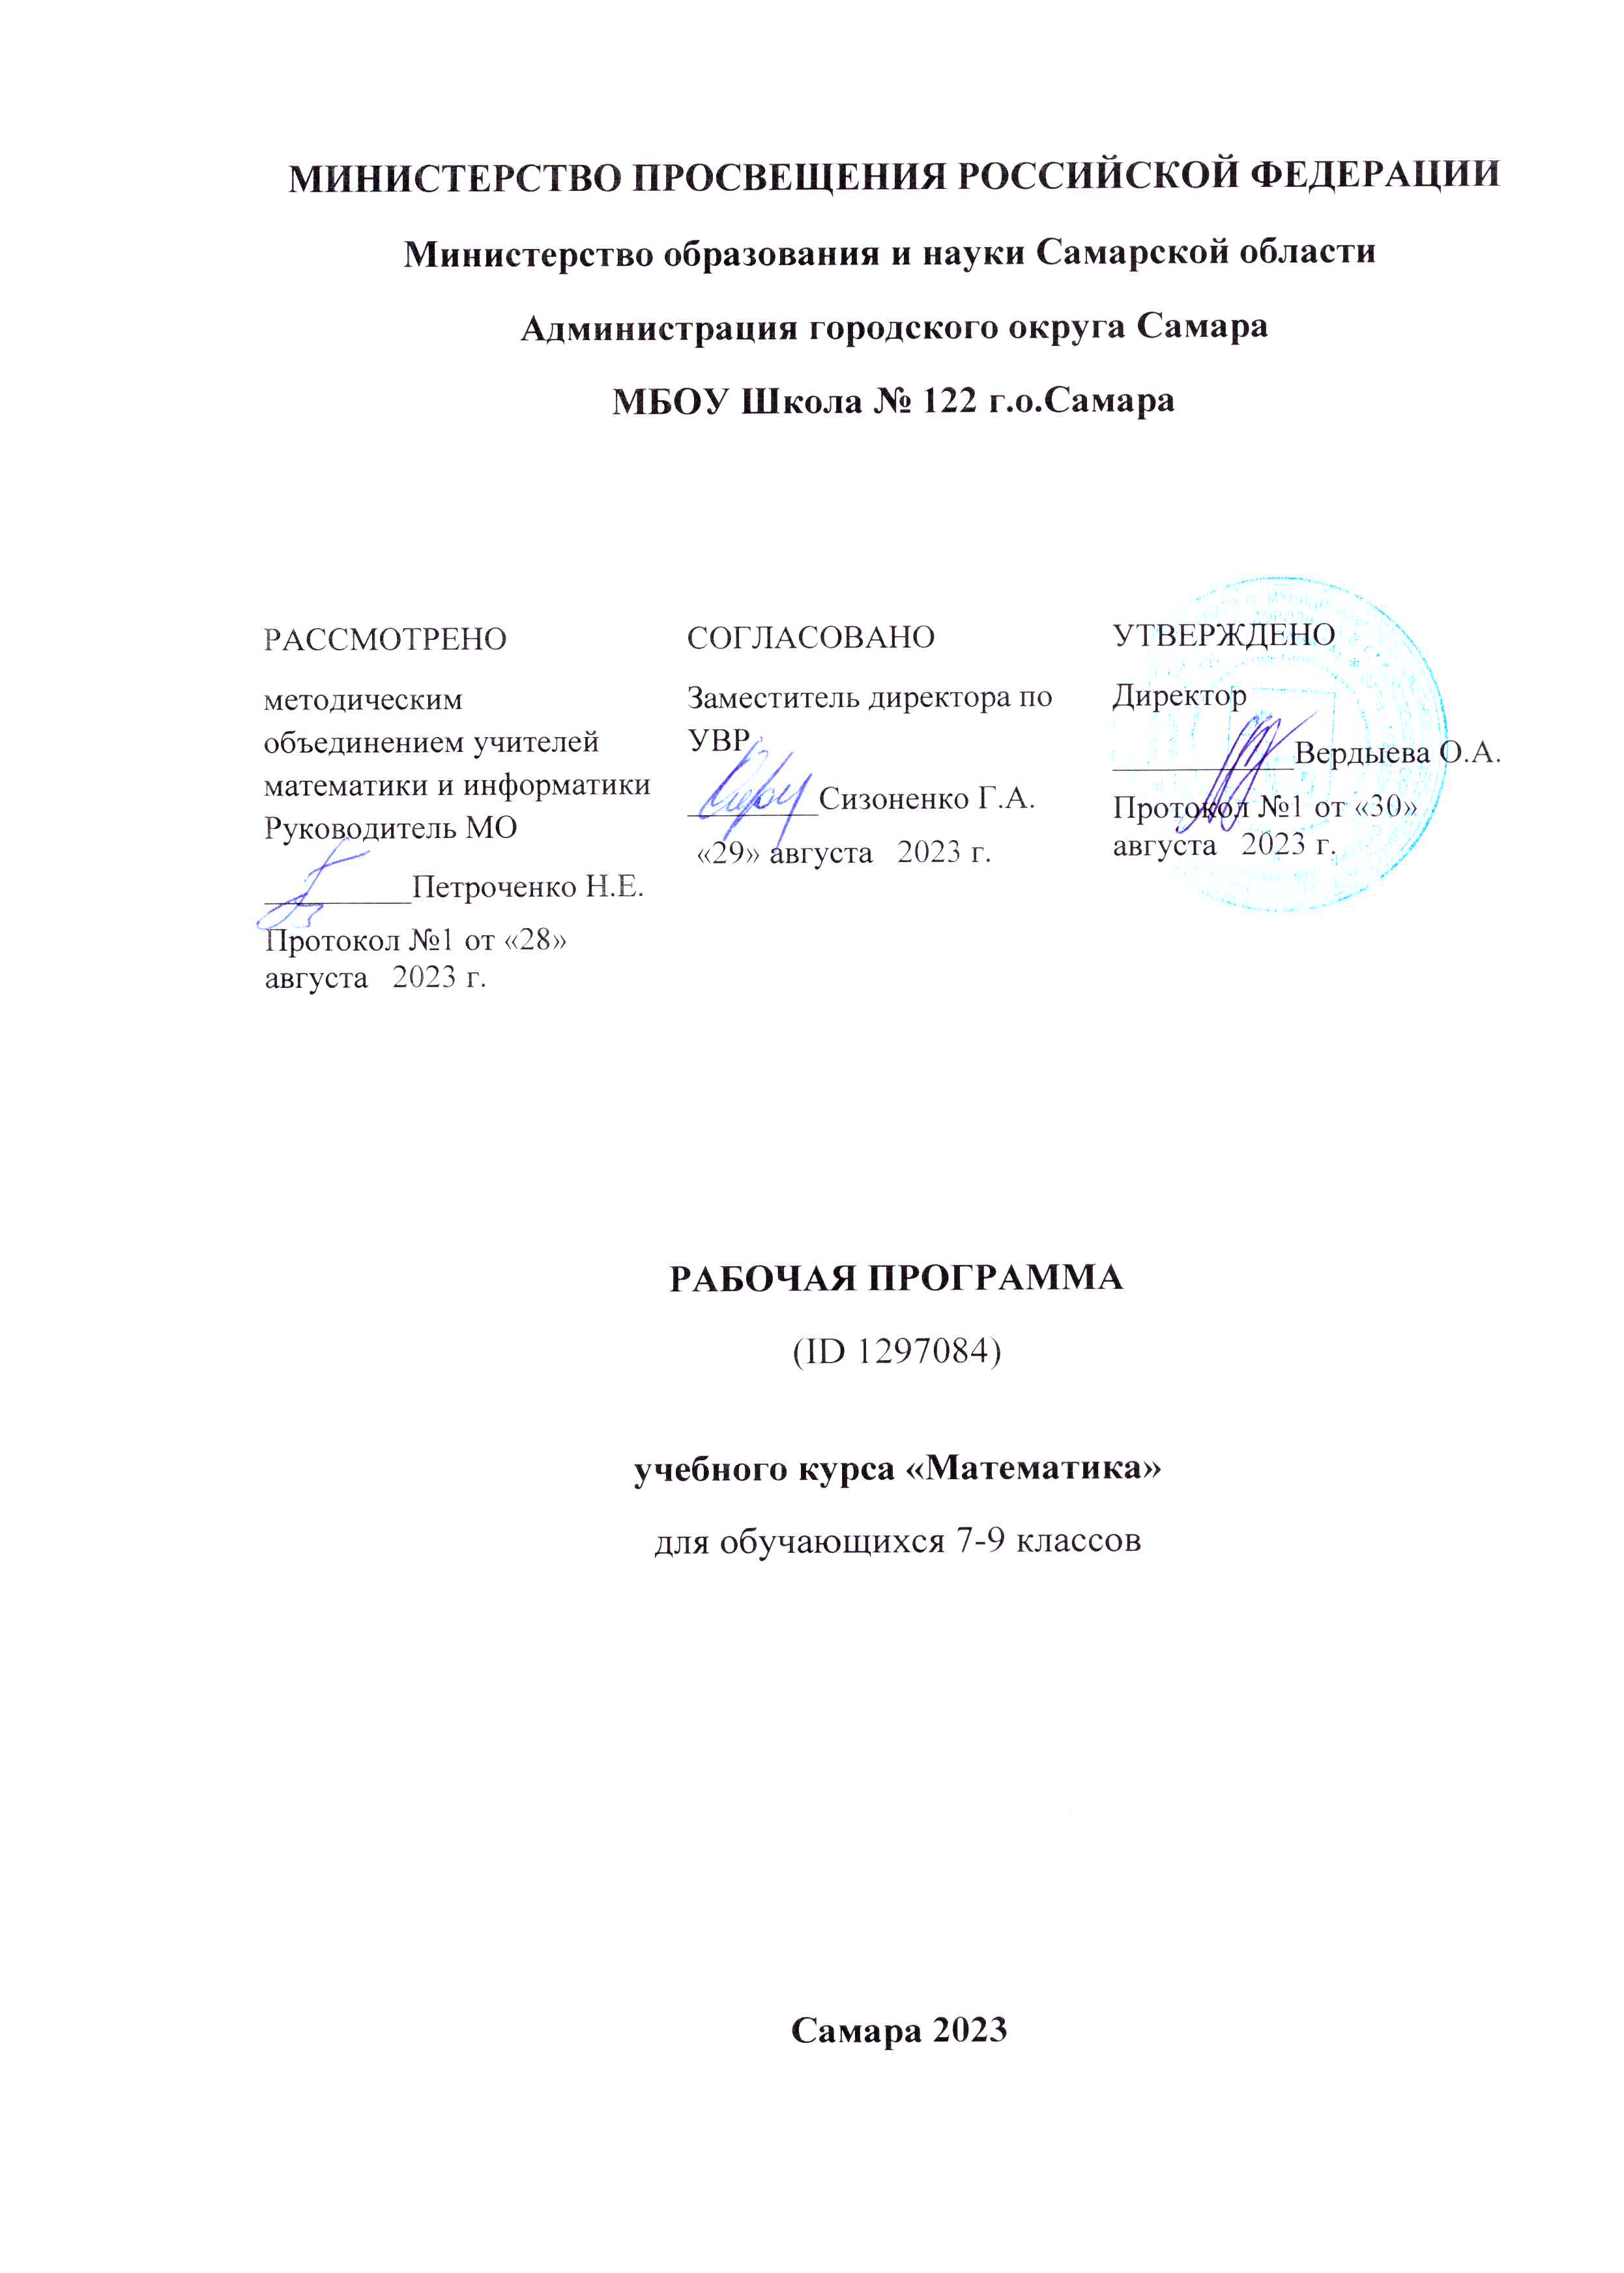 МИНИСТЕРСТВО ПРОСВЕЩЕНИЯ РОССИЙСКОЙ ФЕДЕРАЦИИ
Министерство образования и науки Самарской области
Администрация городского округа Самара
МБОУ Школа № 122 г.о.Самара
РАССМОТРЕНО
методическим
объединением учителей
математики и информатики
Руководитель МО
_________Петроченко Н.Е.
Протокол №1 от «28»
августа 2023 г.
СОГЛАСОВАНО
Заместитель директора по
УВР
________Сизоненко Г.А.
«29» августа 2023 г.
УТВЕРЖДЕНО
Директор
___________Вердыева О.А.
Протокол №1 от «30»
августа 2023 г.
РАБОЧАЯ ПРОГРАММА
(ID 1297084)
учебного курса «Математика»
для обучающихся 7-9 классов
Самара 2023